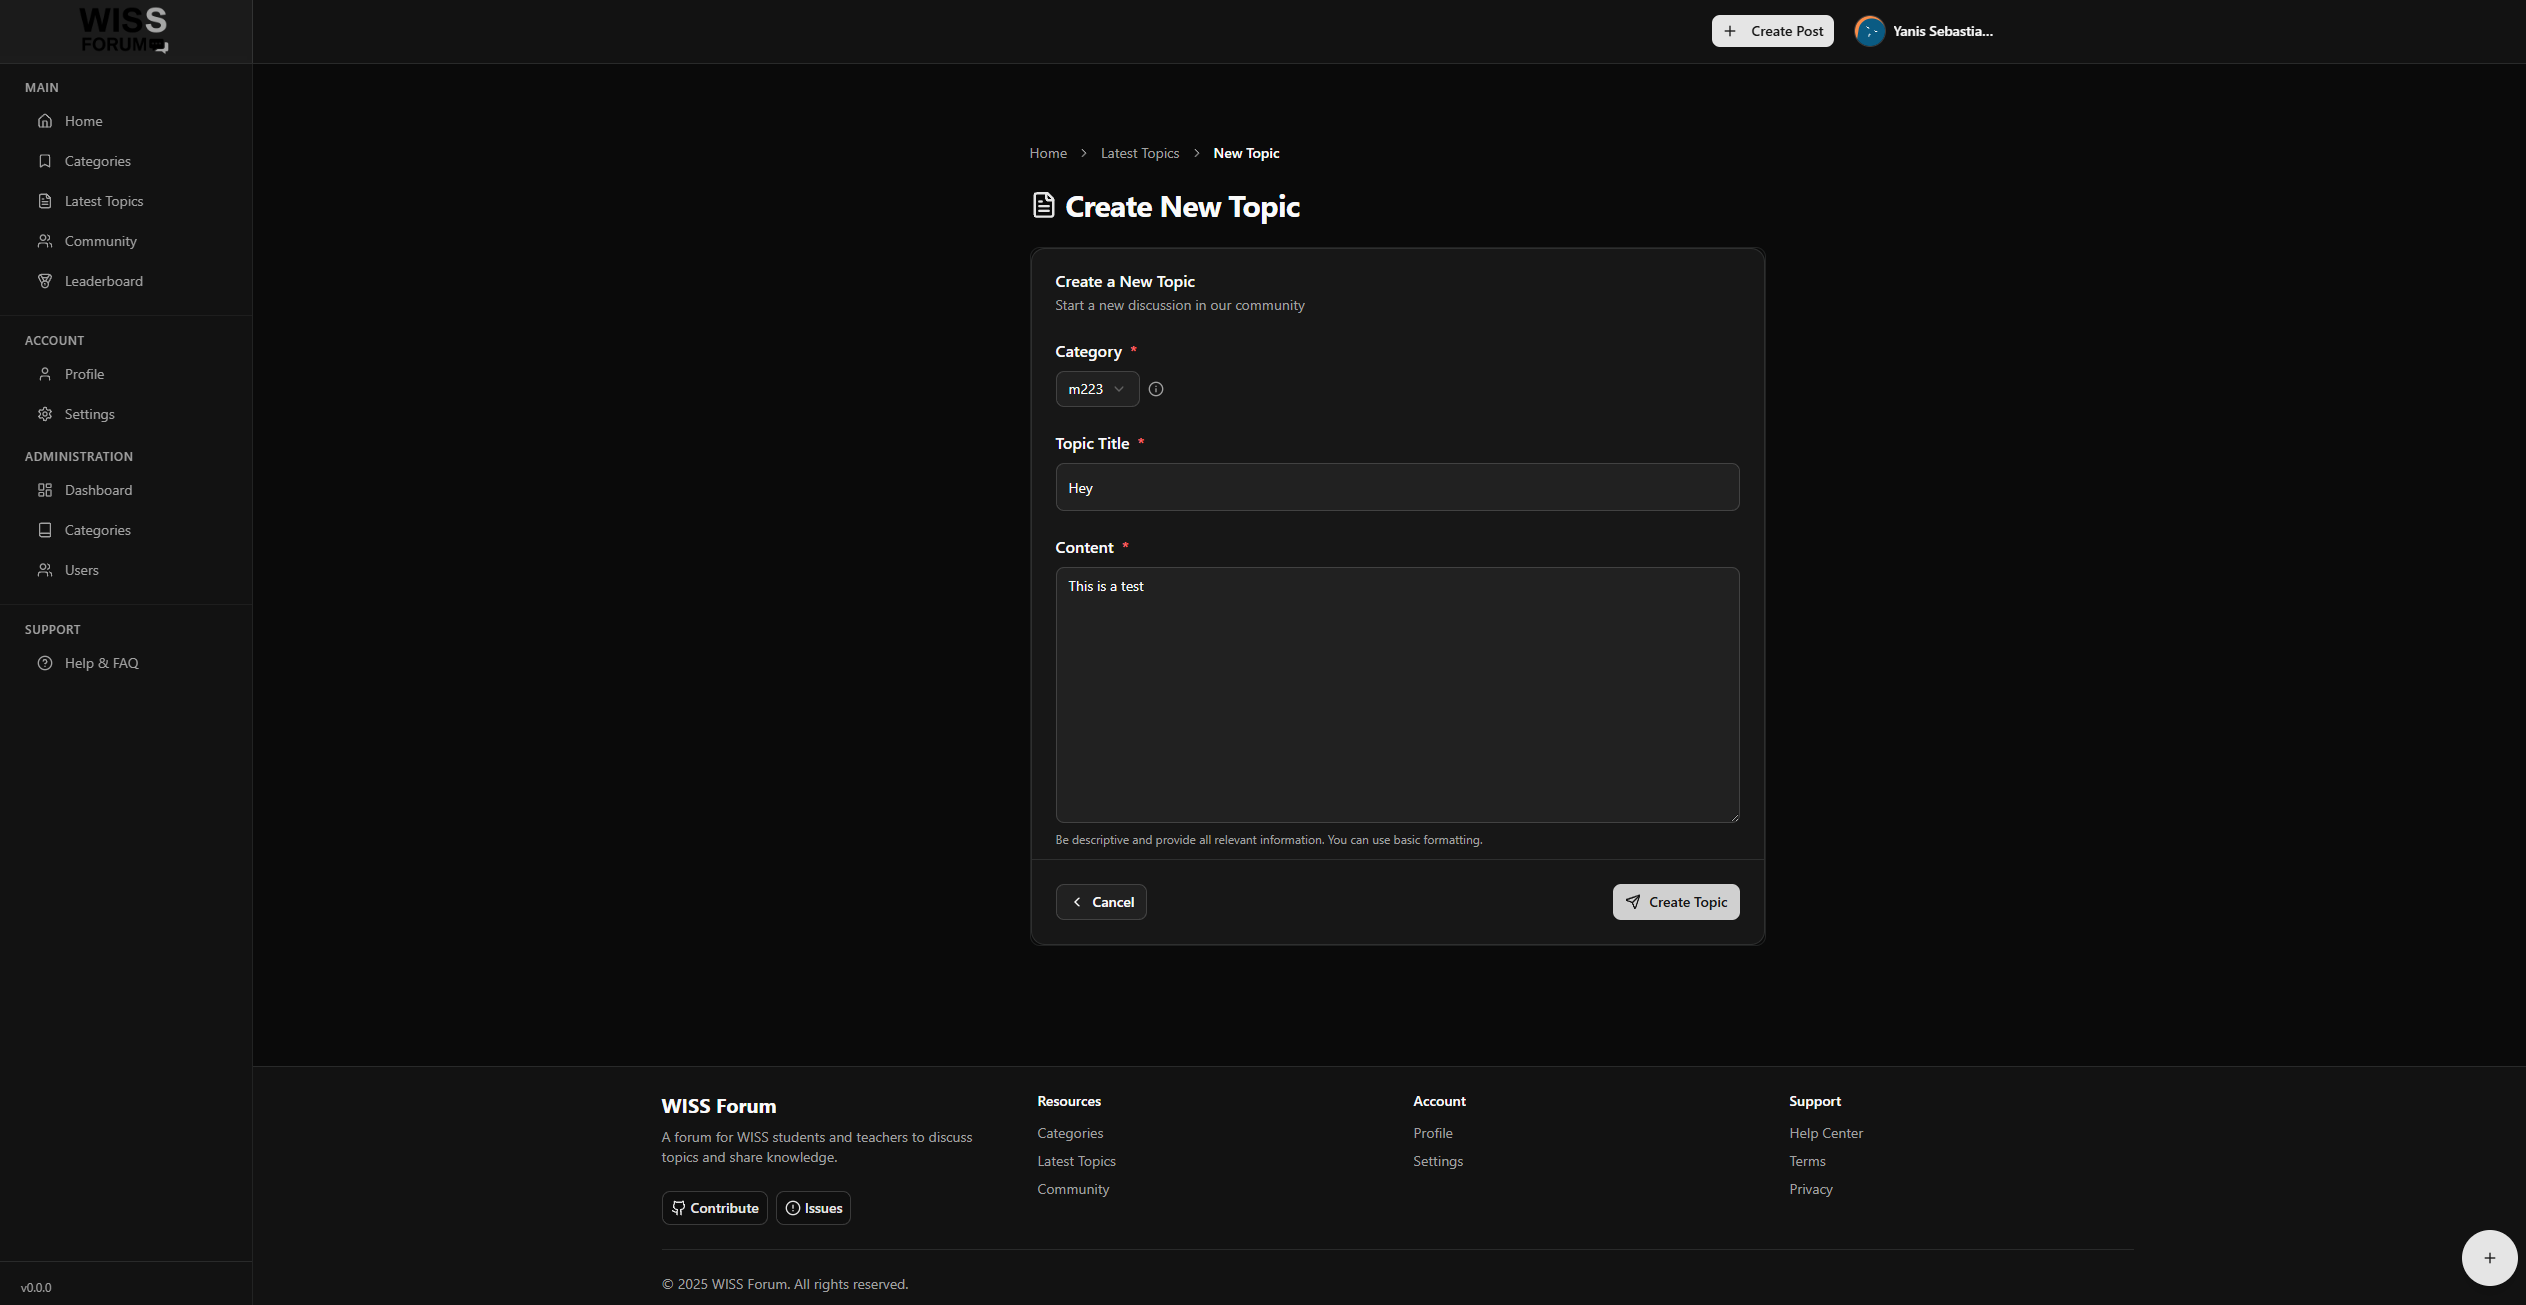 WISS
FORUM
Create Post
Yanis Sebastia...
MAIN
Home
Categories
Latest Topics
Community
Leaderboard
ACCOUNT
Profile
Settings
ADMINISTRATION
Dashboard
Categories
Users
SUPPORT
Help & FAQ
v0.0.0
Home > Latest Topics > New Topic
Create New Topic
Create a New Topic
Start a new discussion in our community
Category *
m223
Topic Title *
Hey
Content *
This is a test
Be descriptive and provide all relevant information. You can use basic formatting.
Cancel
Create Topic
WISS Forum
A forum for WISS students and teachers to discuss
topics and share knowledge.
Contribute
Issues
Resources
Categories
Latest Topics
Community
Account
Profile
Settings
Support
Help Center
Terms
Privacy
© 2025 WISS Forum. All rights reserved.